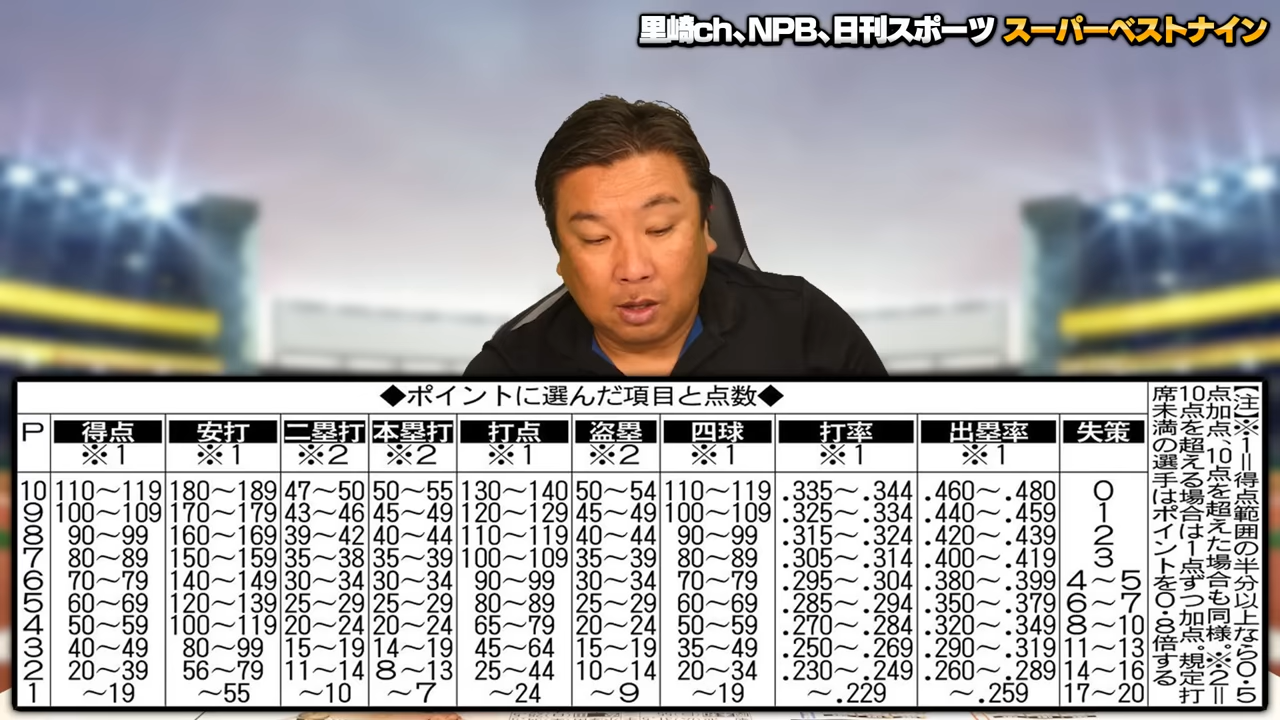 里崎ch、NPB、日刊スポーツ スーパーベストナイン
◆ポイントに選んだ項目と点数◆
P 得点 安打 二塁打 本塁打 打点 盗塁 四球 打率 出塁率 失策
※1 ※1 ※2 ※2 ※1 ※2 ※1 ※1 ※1
10 110〜119 180〜189 47〜50 50〜55 130〜140 50〜54 110〜119 .335〜.344 .460〜.480 0
9 100〜109 170〜179 43〜46 45〜49 120〜129 45〜49 100〜109 .325〜.334 .440〜.459 1
8 90〜99 160〜169 39〜42 40〜44 110〜119 40〜44 90〜99 .315〜.324 .420〜.439 2
7 80〜89 150〜159 35〜38 35〜39 100〜109 35〜39 80〜89 .305〜.314 .400〜.419 3
6 70〜79 140〜149 30〜34 30〜34 90〜99 30〜34 70〜79 .295〜.304 .380〜.399 4〜5
5 60〜69 120〜139 25〜29 25〜29 80〜89 25〜29 60〜69 .285〜.294 .350〜.379 6〜7
4 50〜59 100〜119 20〜24 20〜24 65〜79 20〜24 50〜59 .270〜.284 .320〜.349 8〜10
3 40〜49 80〜99 15〜19 14〜19 45〜64 15〜19 35〜49 .250〜.269 .290〜.319 11〜13
2 20〜39 56〜79 11〜14 8〜13 25〜44 10〜14 20〜34 .230〜.249 .260〜.289 14〜16
1 〜19 〜55 〜10 〜7 〜24 〜9 〜19 〜.229 〜.259 17〜20
【注】※1＝得点範囲の半分以上なら0・5
点加点、10点を超えた場合も同様。※2＝
10点を超える場合は1点ずつ加点。規定打
席未満の選手はポイントを0・8倍する